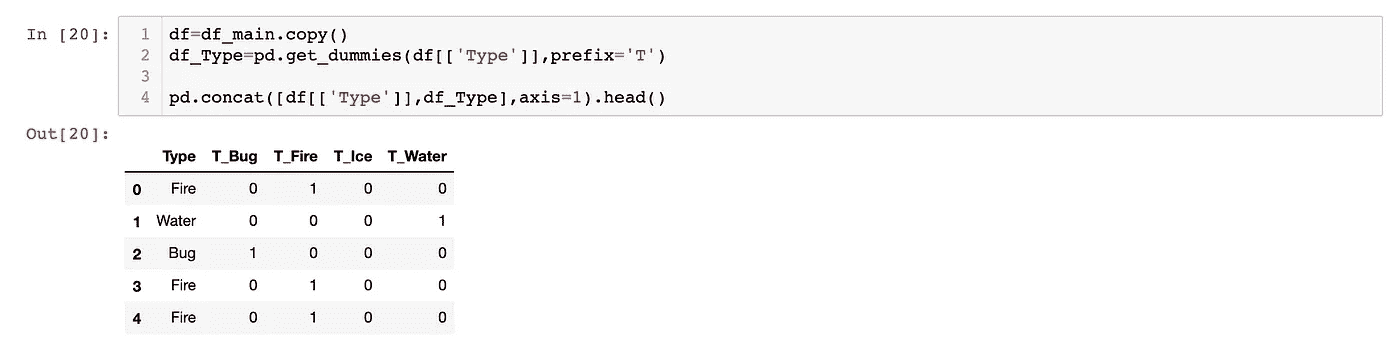 In [20]:
1 df=df_main.copy()
2 df_Type=pd.get_dummies(df[['Type']],prefix='T')
3
4 pd.concat([df[['Type']],df_Type],axis=1).head()
Out[20]:
Type T_Bug T_Fire T_Ice T_Water
0 Fire 0 1 0 0
1 Water 0 0 0 1
2 Bug 1 0 0 0
3 Fire 0 1 0 0
4 Fire 0 1 0 0